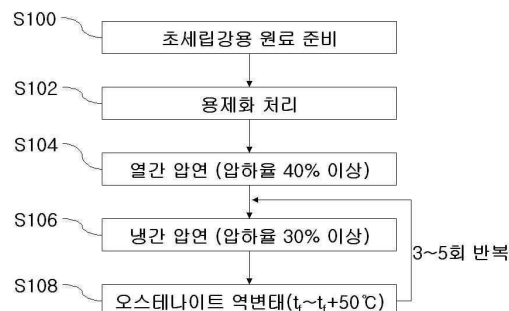 S100
초세립강용 원료 준비
S102
용제화 처리
S104
열간 압연 (압하율 40% 이상)
S106
냉간 압연 (압하율 30% 이상)
3~5회 반복
S108
오스테나이트 역변태(tf~tf+50℃)